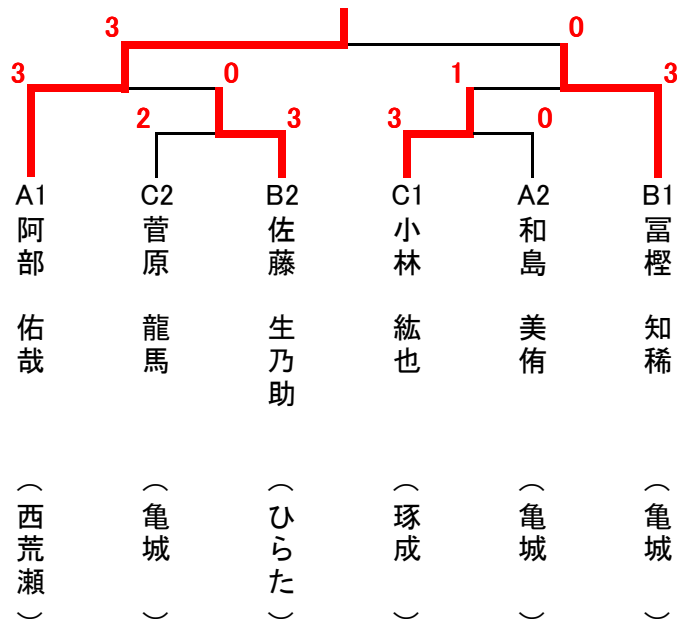 3 0
3 0 1 3
2 3 3 0
A1 C2 B2 C1 A2 B1
阿部 佑哉
菅原 龍馬
佐藤 生乃助
小林 紘也
和島 美侑
冨樫 知稀
（西荒瀬）
（亀城）
（ひらた）
（琢成）
（亀城）
（亀城）